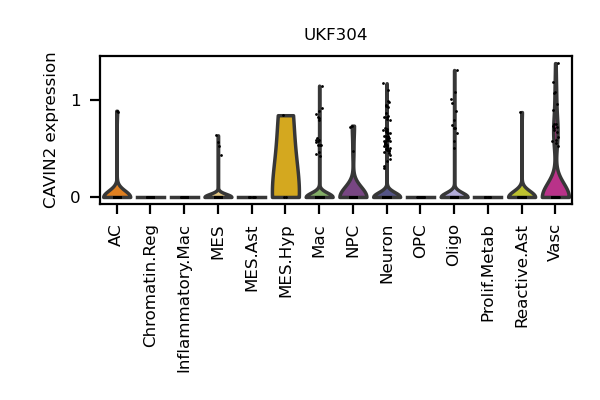 UKF304
CAVIN2 expression
1
0
AC
Chromatin.Reg
Inflammatory.Mac
MES
MES.Ast
MES.Hyp
Mac
NPC
Neuron
OPC
Oligo
Prolif.Metab
Reactive.Ast
Vasc